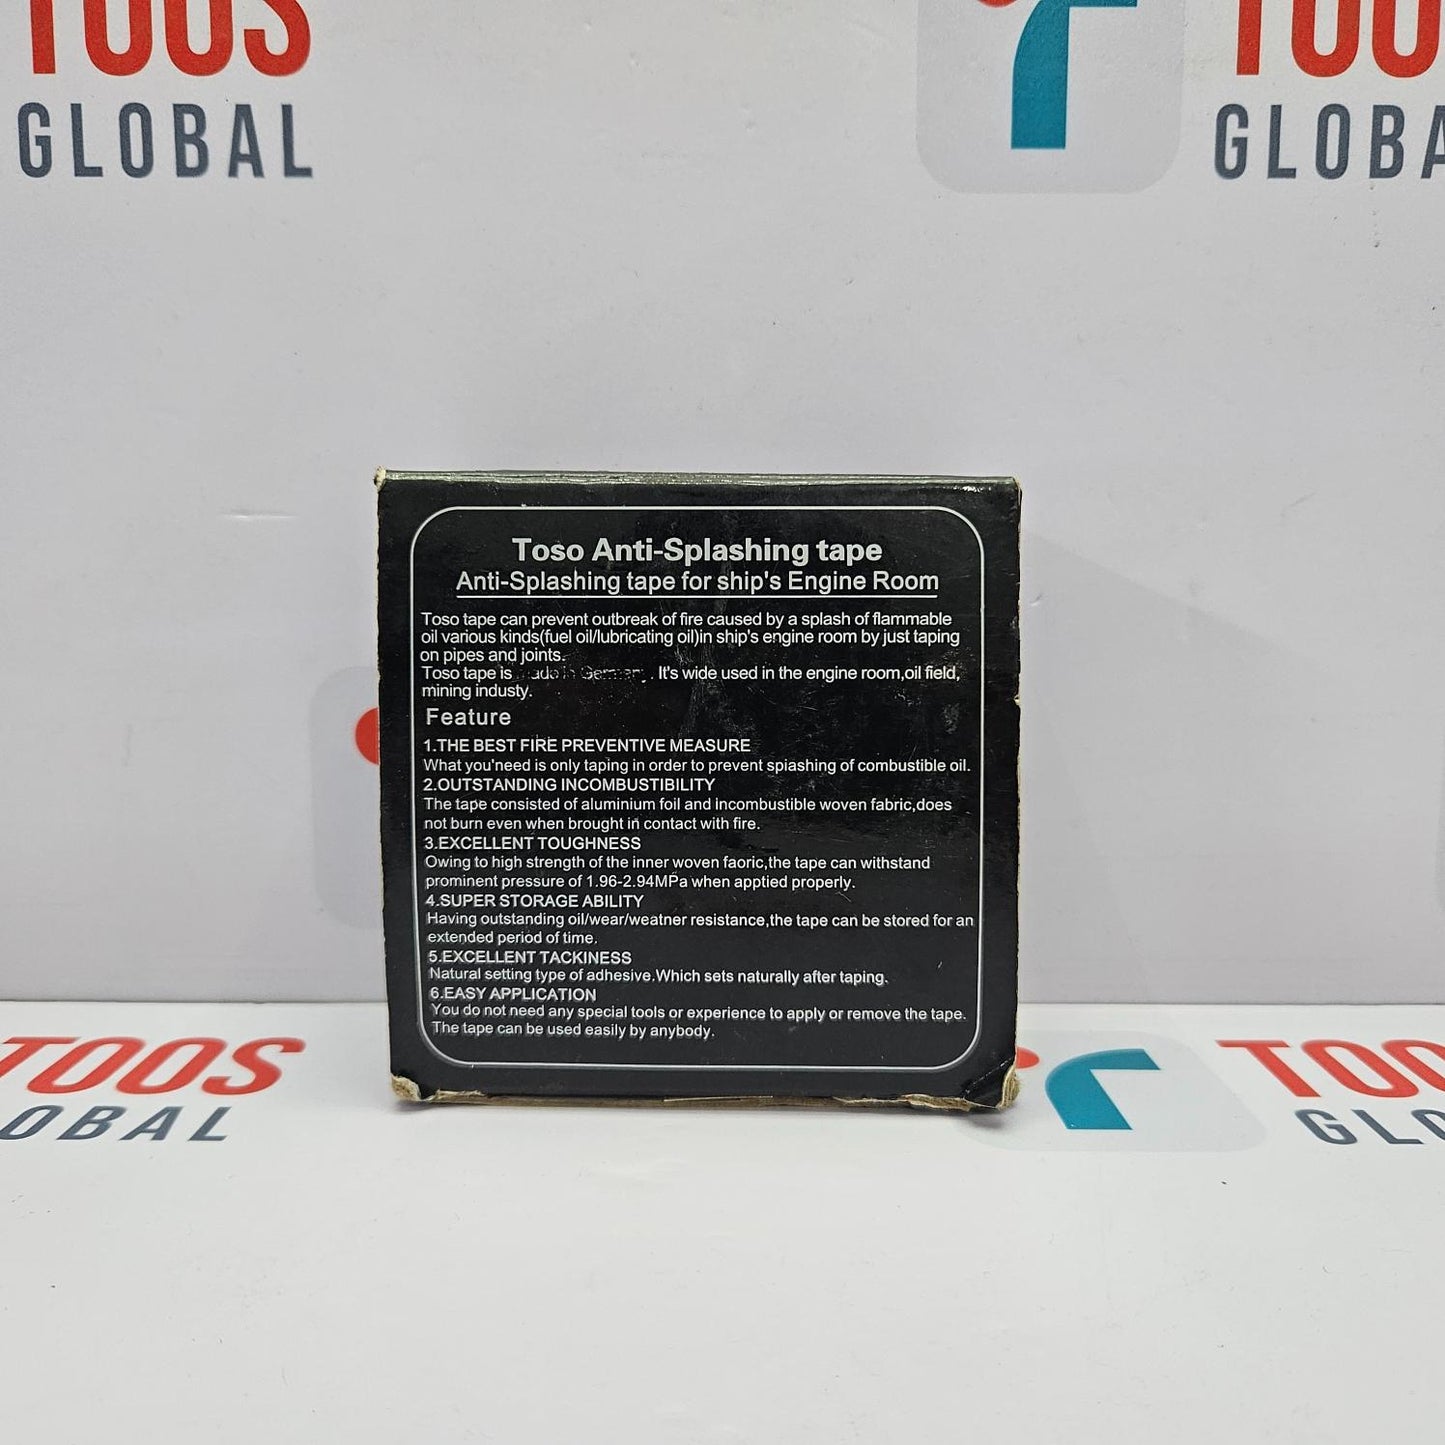 TOOS
GLOBAL
TOO
GLOBA
Toso Anti-Splashing tape
Anti-Splashing tape for ship's Engine Room
Toso tape can prevent outbreak of fire caused by a splash of flammable
oil various kinds(fuel oil/lubricating oil)in ship's engine room by just taping
on pipes and joints.
Toso tape is Made in Germany. It's wide used in the engine room,oil field,
mining industy.
Feature
1.THE BEST FIRE PREVENTIVE MEASURE
What you'need is only taping in order to prevent spiashing of combustible oil.
2.OUTSTANDING INCOMBUSTIBILITY
The tape consisted of aluminium foil and incombustible woven fabric,does
not burn even when brought in contact with fire.
3.EXCELLENT TOUGHNESS
Owing to high strength of the inner woven faoric,the tape can withstand
prominent pressure of 1.96-2.94MPa when apptied properly.
4.SUPER STORAGE ABILITY
Having outstanding oil/wear/weatner resistance,the tape can be stored for an
extended period of time.
5.EXCELLENT TACKINESS
Natural setting type of adhesive.Which sets naturally after taping.
6.EASY APPLICATION
You do not need any special tools or experience to apply or remove the tape.
The tape can be used easily by anybody.
TOOS
OBAL
TOO
GLO